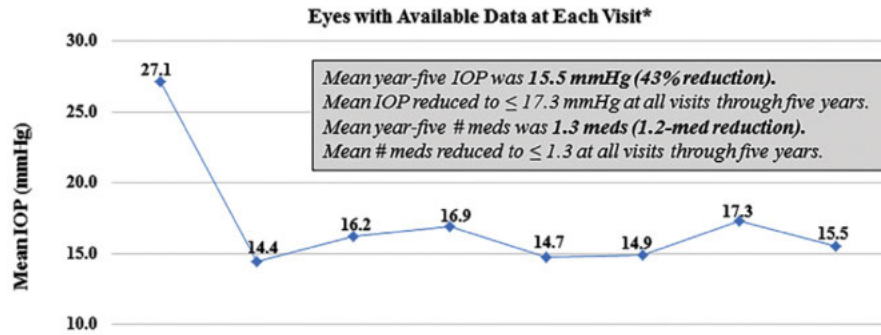 Eyes with Available Data at Each Visit*
30.0
27.1
Mean year-five IOP was 15.5 mmHg (43% reduction).
Mean IOP reduced to ≤ 17.3 mmHg at all visits through five years.
Mean year-five # meds was 1.3 meds (1.2-med reduction).
Mean # meds reduced to ≤ 1.3 at all visits through five years.
25.0
20.0
Mean IOP (mmHg)
14.4
16.2
16.9
14.7
14.9
17.3
15.5
15.0
10.0